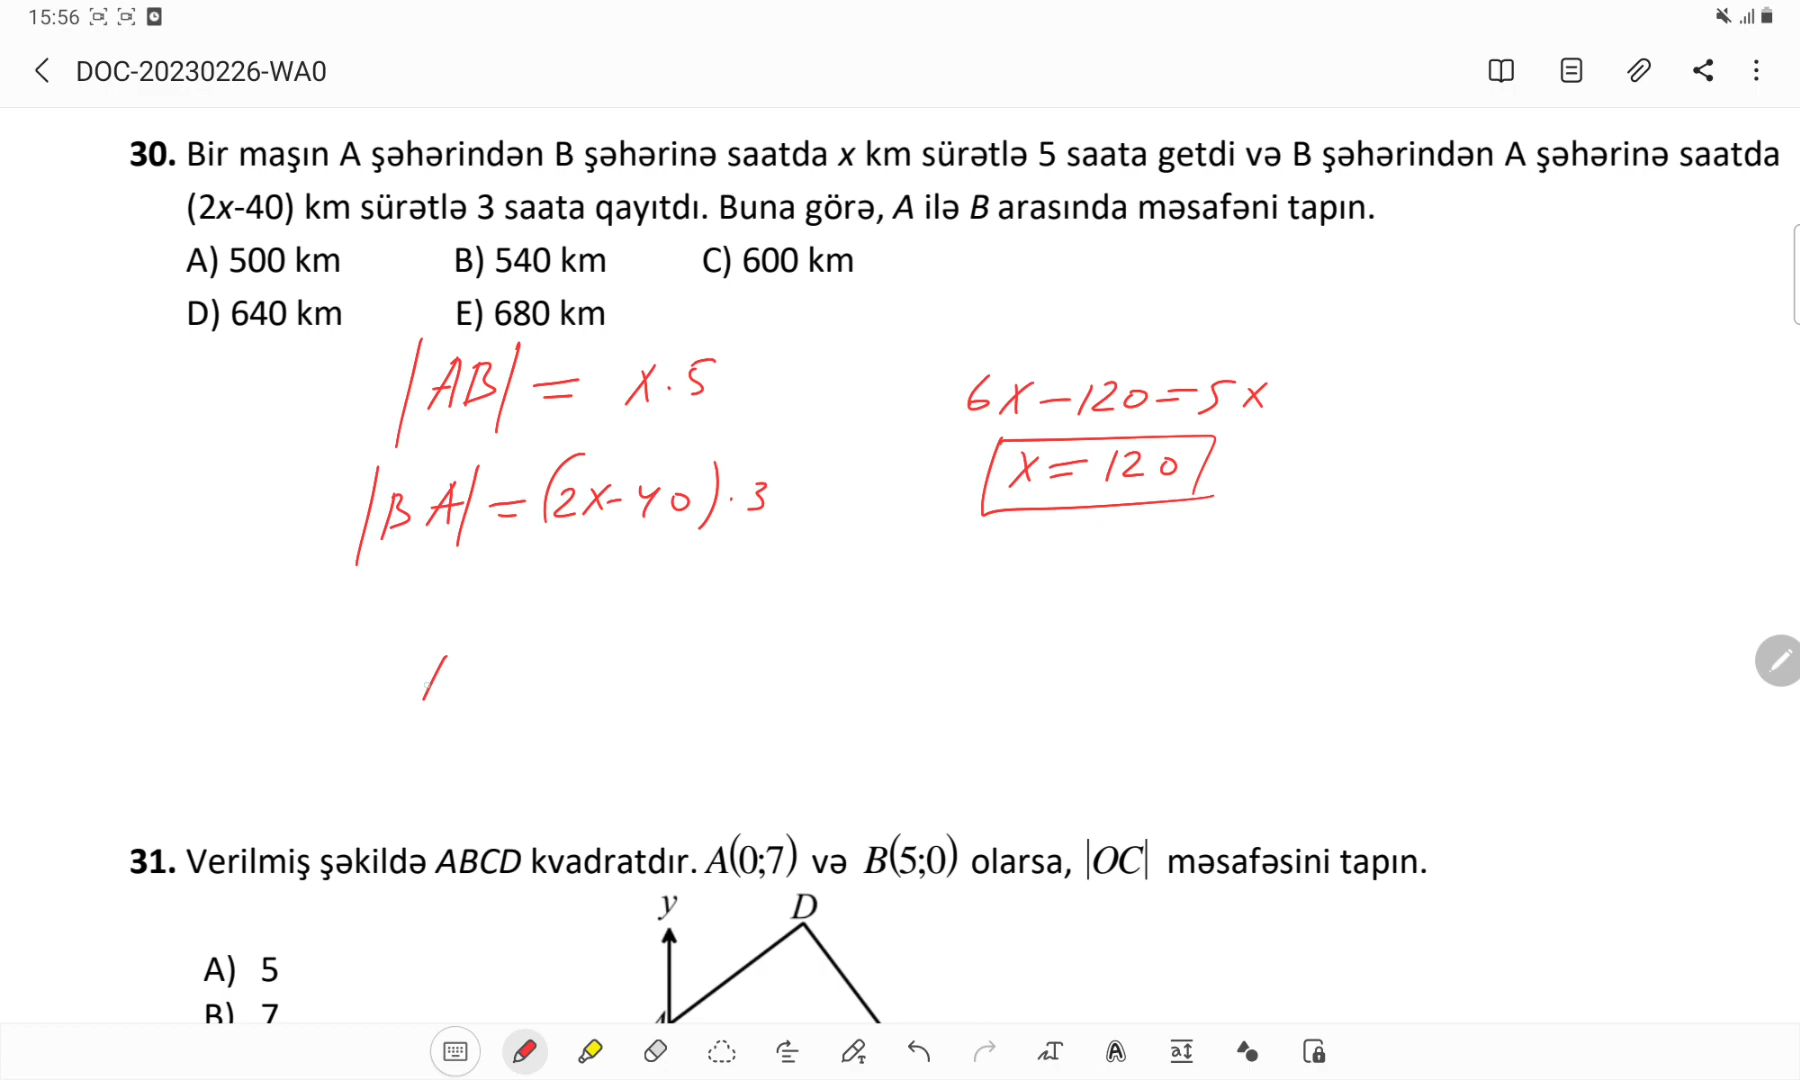 15:56
DOC-20230226-WA0
30. Bir maşın A şəhərindən B şəhərinə saatda x km sürətlə 5 saata getdi və B şəhərindən A şəhərinə saatda
(2x-40) km sürətlə 3 saata qayıtdı. Buna görə, A ilə B arasında məsafəni tapın.
A) 500 km B) 540 km C) 600 km
D) 640 km E) 680 km
|AB| = x · 5
|BA| = (2x-40) · 3
6x-120=5x
x=120
31. Verilmiş şəkildə ABCD kvadratdır. A(0;7) və B(5;0) olarsa, |OC| məsafəsini tapın.
y D
A) 5
B) 7
A